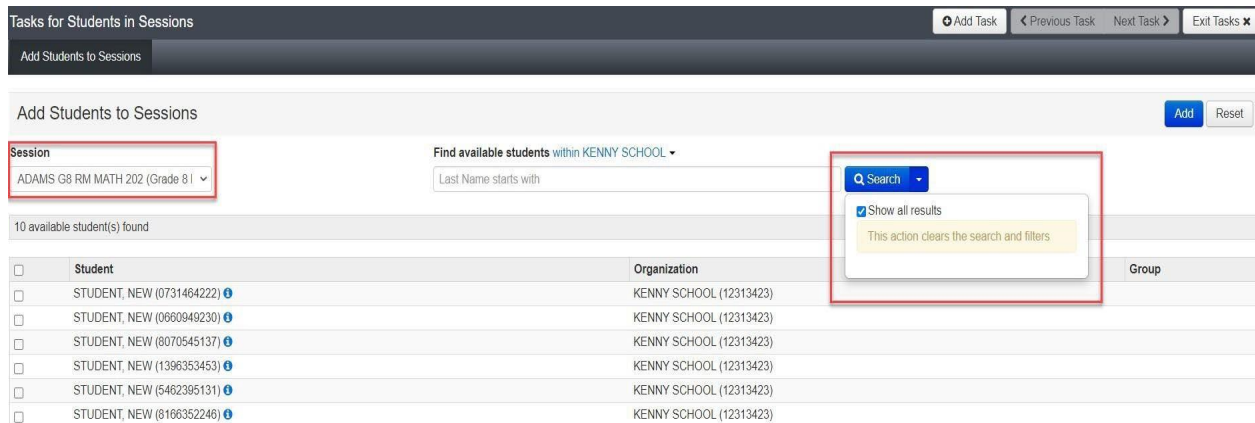 Tasks for Students in Sessions
Add Task
Previous Task
Next Task
Exit Tasks
Add Students to Sessions
Add Students to Sessions
Add
Reset
Session
Find available students within KENNY SCHOOL
ADAMS G8 RM MATH 202 (Grade 8
Last Name starts with
Search
Show all results
This action clears the search and filters
10 available student(s) found
Student
Organization
Group
STUDENT, NEW (0731464222)
KENNY SCHOOL (12313423)
STUDENT, NEW (0660949230)
KENNY SCHOOL (12313423)
STUDENT, NEW (8070545137)
KENNY SCHOOL (12313423)
STUDENT, NEW (1396353453)
KENNY SCHOOL (12313423)
STUDENT, NEW (5462395131)
KENNY SCHOOL (12313423)
STUDENT, NEW (8166352246)
KENNY SCHOOL (12313423)